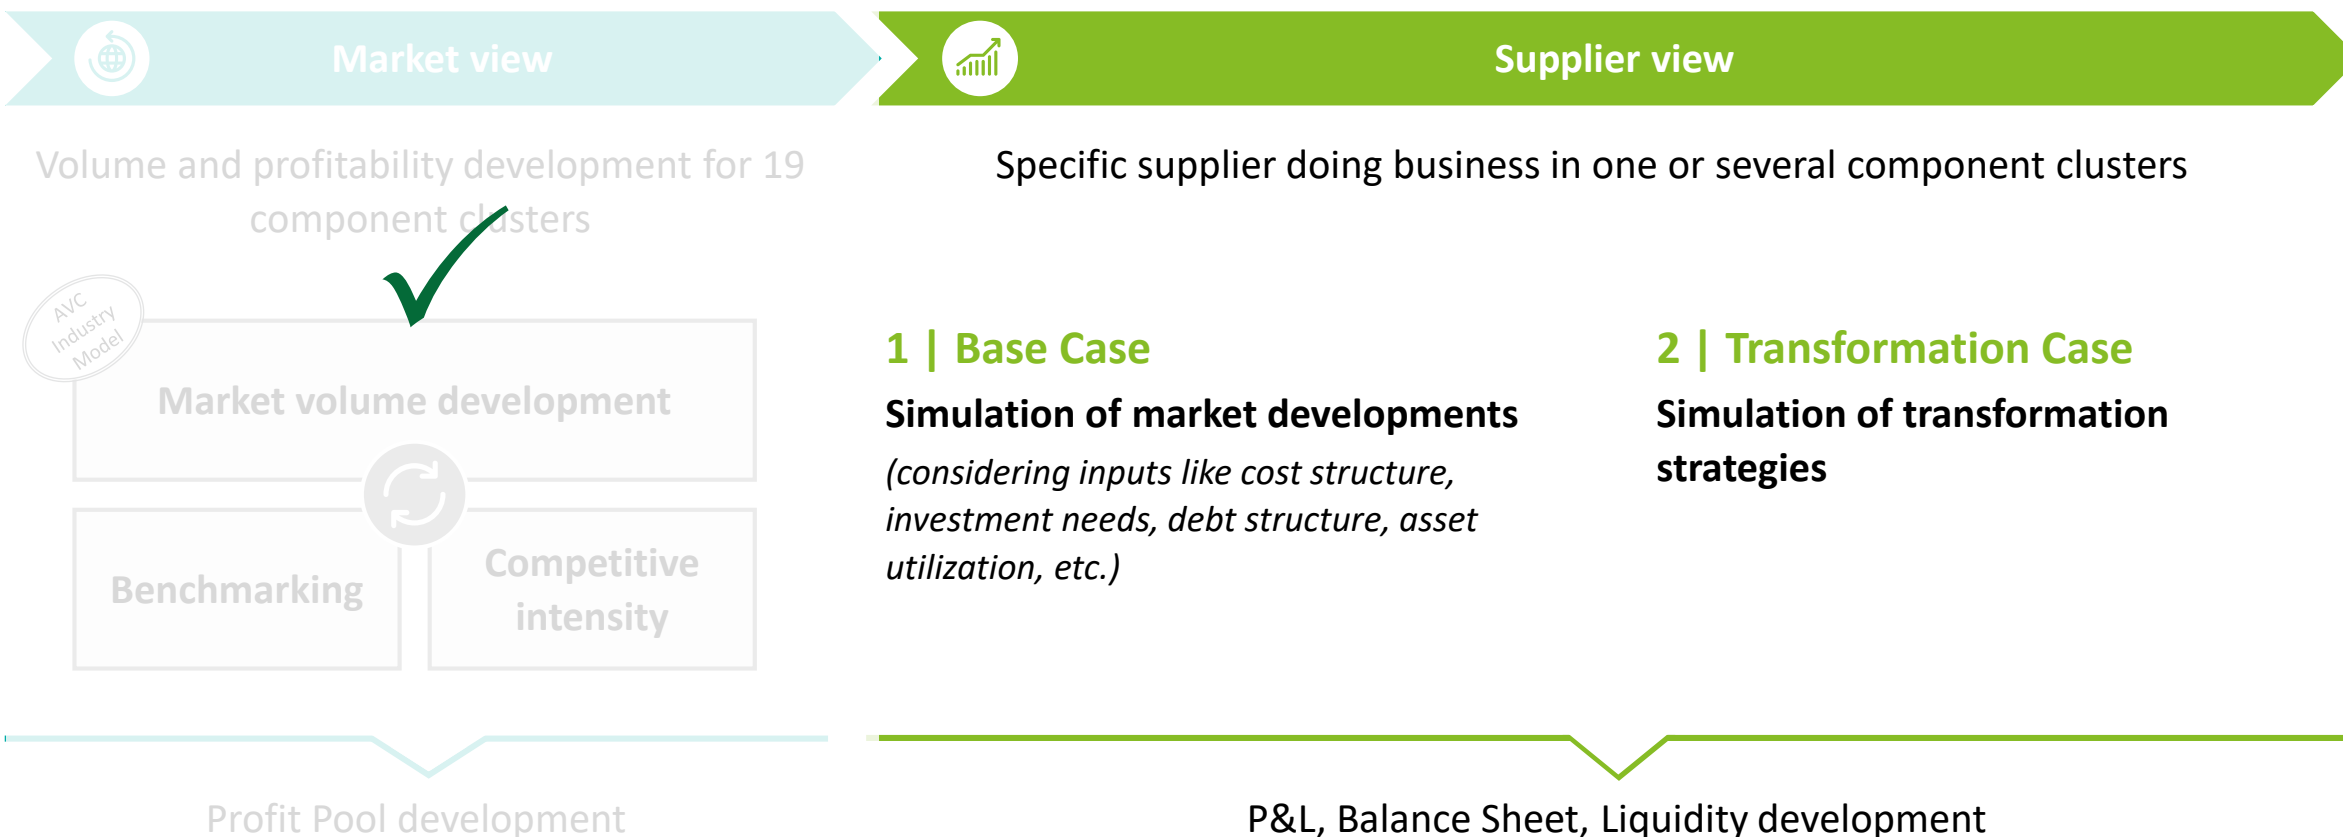 Market view
Volume and profitability development for 19
component clusters
AVC
Industry
Model
Market volume development
Benchmarking
Competitive
intensity
Profit Pool development
Supplier view
Specific supplier doing business in one or several component clusters
1 | Base Case
Simulation of market developments
(considering inputs like cost structure,
investment needs, debt structure, asset
utilization, etc.)
2 | Transformation Case
Simulation of transformation
strategies
P&L, Balance Sheet, Liquidity development